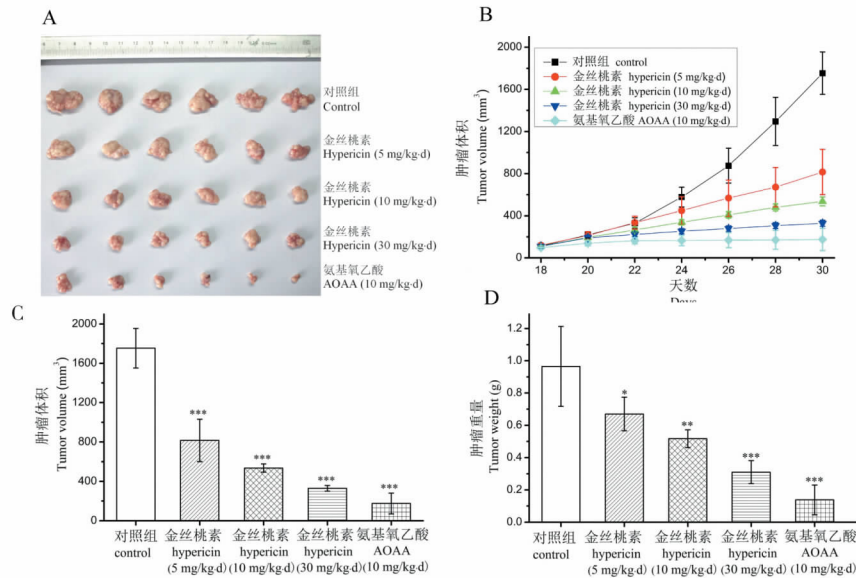 A
对照组
Control
金丝桃素
Hypericin (5 mg/kg·d)
金丝桃素
Hypericin (10 mg/kg·d)
金丝桃素
Hypericin (30 mg/kg·d)
氨基氧乙酸
AOAA (10 mg/kg·d)
B
肿瘤体积
Tumor volume (mm³)
2000
1600
1200
800
400
0
对照组 control
金丝桃素 hypericin (5 mg/kg·d)
金丝桃素 hypericin (10 mg/kg·d)
金丝桃素 hypericin (30 mg/kg·d)
氨基氧乙酸 AOAA (10 mg/kg·d)
18 20 22 24 26 28 30
天数
Days
C
肿瘤体积
Tumor volume (mm³)
2000
1600
1200
800
400
0
***
***
***
***
对照组
control
金丝桃素
hypericin
(5 mg/kg·d)
金丝桃素
hypericin
(10 mg/kg·d)
金丝桃素
hypericin
(30 mg/kg·d)
氨基氧乙酸
AOAA
(10 mg/kg·d)
D
肿瘤重量
Tumor weight (g)
1.2
1.0
0.8
0.6
0.4
0.2
0.0
*
**
***
***
对照组
control
金丝桃素
hypericin
(5 mg/kg·d)
金丝桃素
hypericin
(10 mg/kg·d)
金丝桃素
hypericin
(30 mg/kg·d)
氨基氧乙酸
AOAA
(10 mg/kg·d)